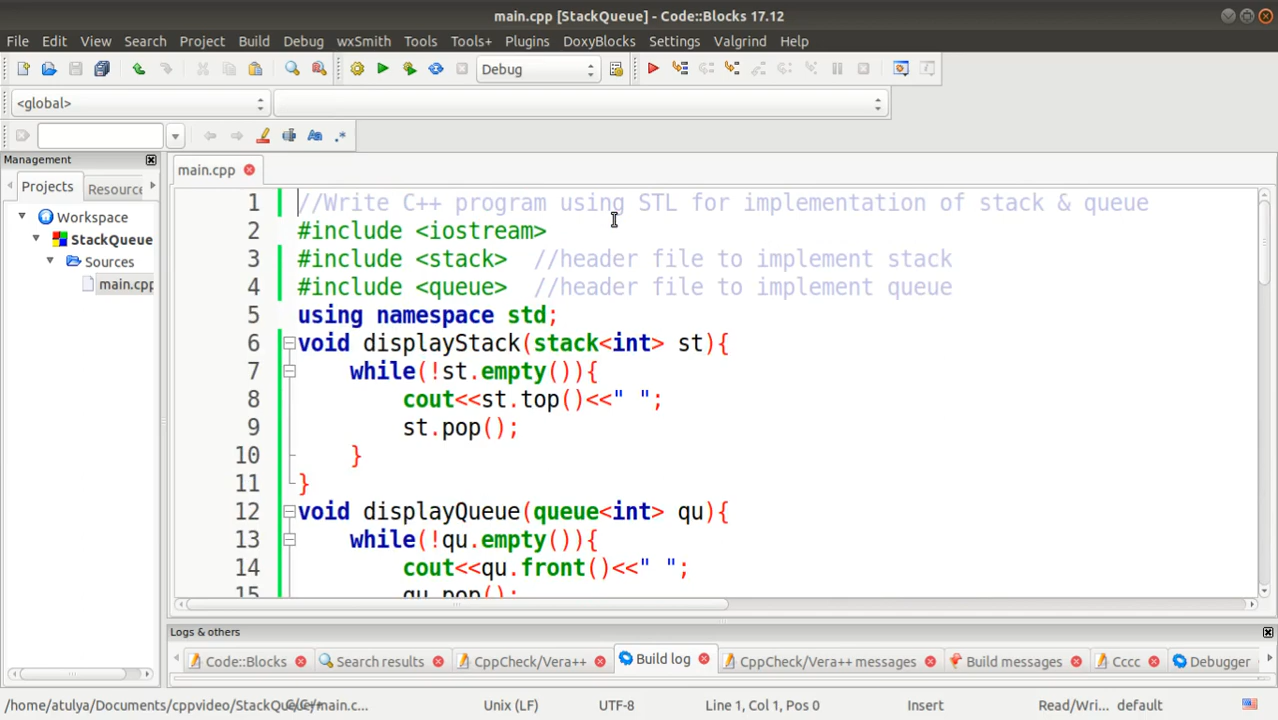 main.cpp [StackQueue] - Code::Blocks 17.12
File Edit View Search Project Build Debug wxSmith Tools Tools+ Plugins DoxyBlocks Settings Valgrind Help
Debug
<global>
Management
Projects Resource
Workspace
StackQueue
Sources
main.cpp
main.cpp
1 //Write C++ program using STL for implementation of stack & queue
2 #include <iostream>
3 #include <stack> //header file to implement stack
4 #include <queue> //header file to implement queue
5 using namespace std;
6 void displayStack(stack<int> st){
7 while(!st.empty()){
8 cout<<st.top()<<" ";
9 st.pop();
10 }
11 }
12 void displayQueue(queue<int> qu){
13 while(!qu.empty()){
14 cout<<qu.front()<<" ";
15 qu.pop();
Logs & others
Code::Blocks Search results CppCheck/Vera++ Build log CppCheck/Vera++ messages Build messages Cccc Debugger
Unix (LF) UTF-8 Line 1, Col 1, Pos 0 Insert Read/Wri... default